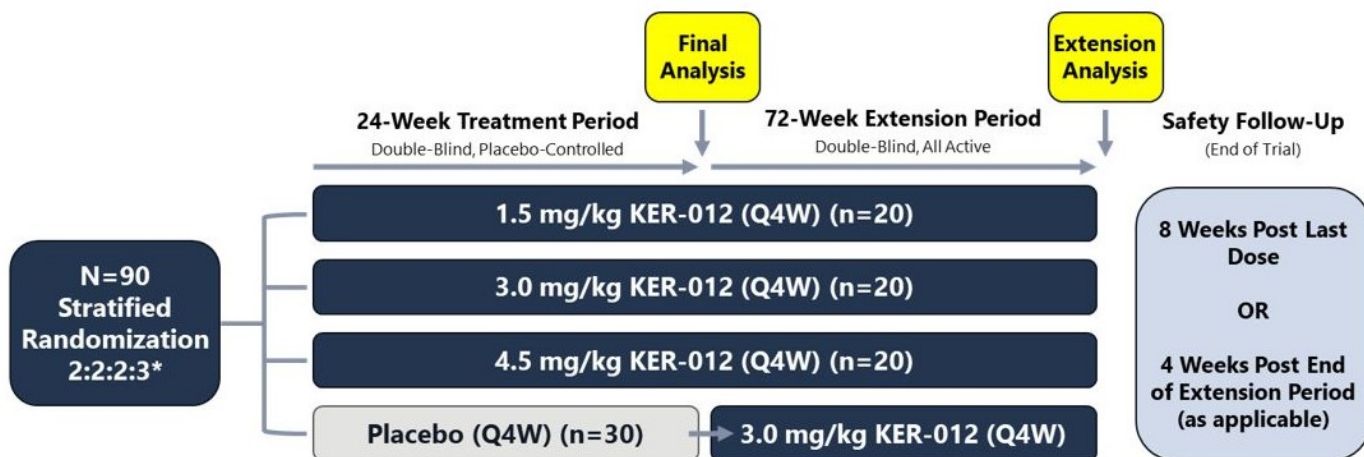 Final
Analysis
Extension
Analysis
24-Week Treatment Period
Double-Blind, Placebo-Controlled
72-Week Extension Period
Double-Blind, All Active
Safety Follow-Up
(End of Trial)
N=90
Stratified
Randomization
2:2:2:3*
1.5 mg/kg KER-012 (Q4W) (n=20)
3.0 mg/kg KER-012 (Q4W) (n=20)
4.5 mg/kg KER-012 (Q4W) (n=20)
Placebo (Q4W) (n=30)
3.0 mg/kg KER-012 (Q4W)
8 Weeks Post Last
Dose
OR
4 Weeks Post End
of Extension Period
(as applicable)